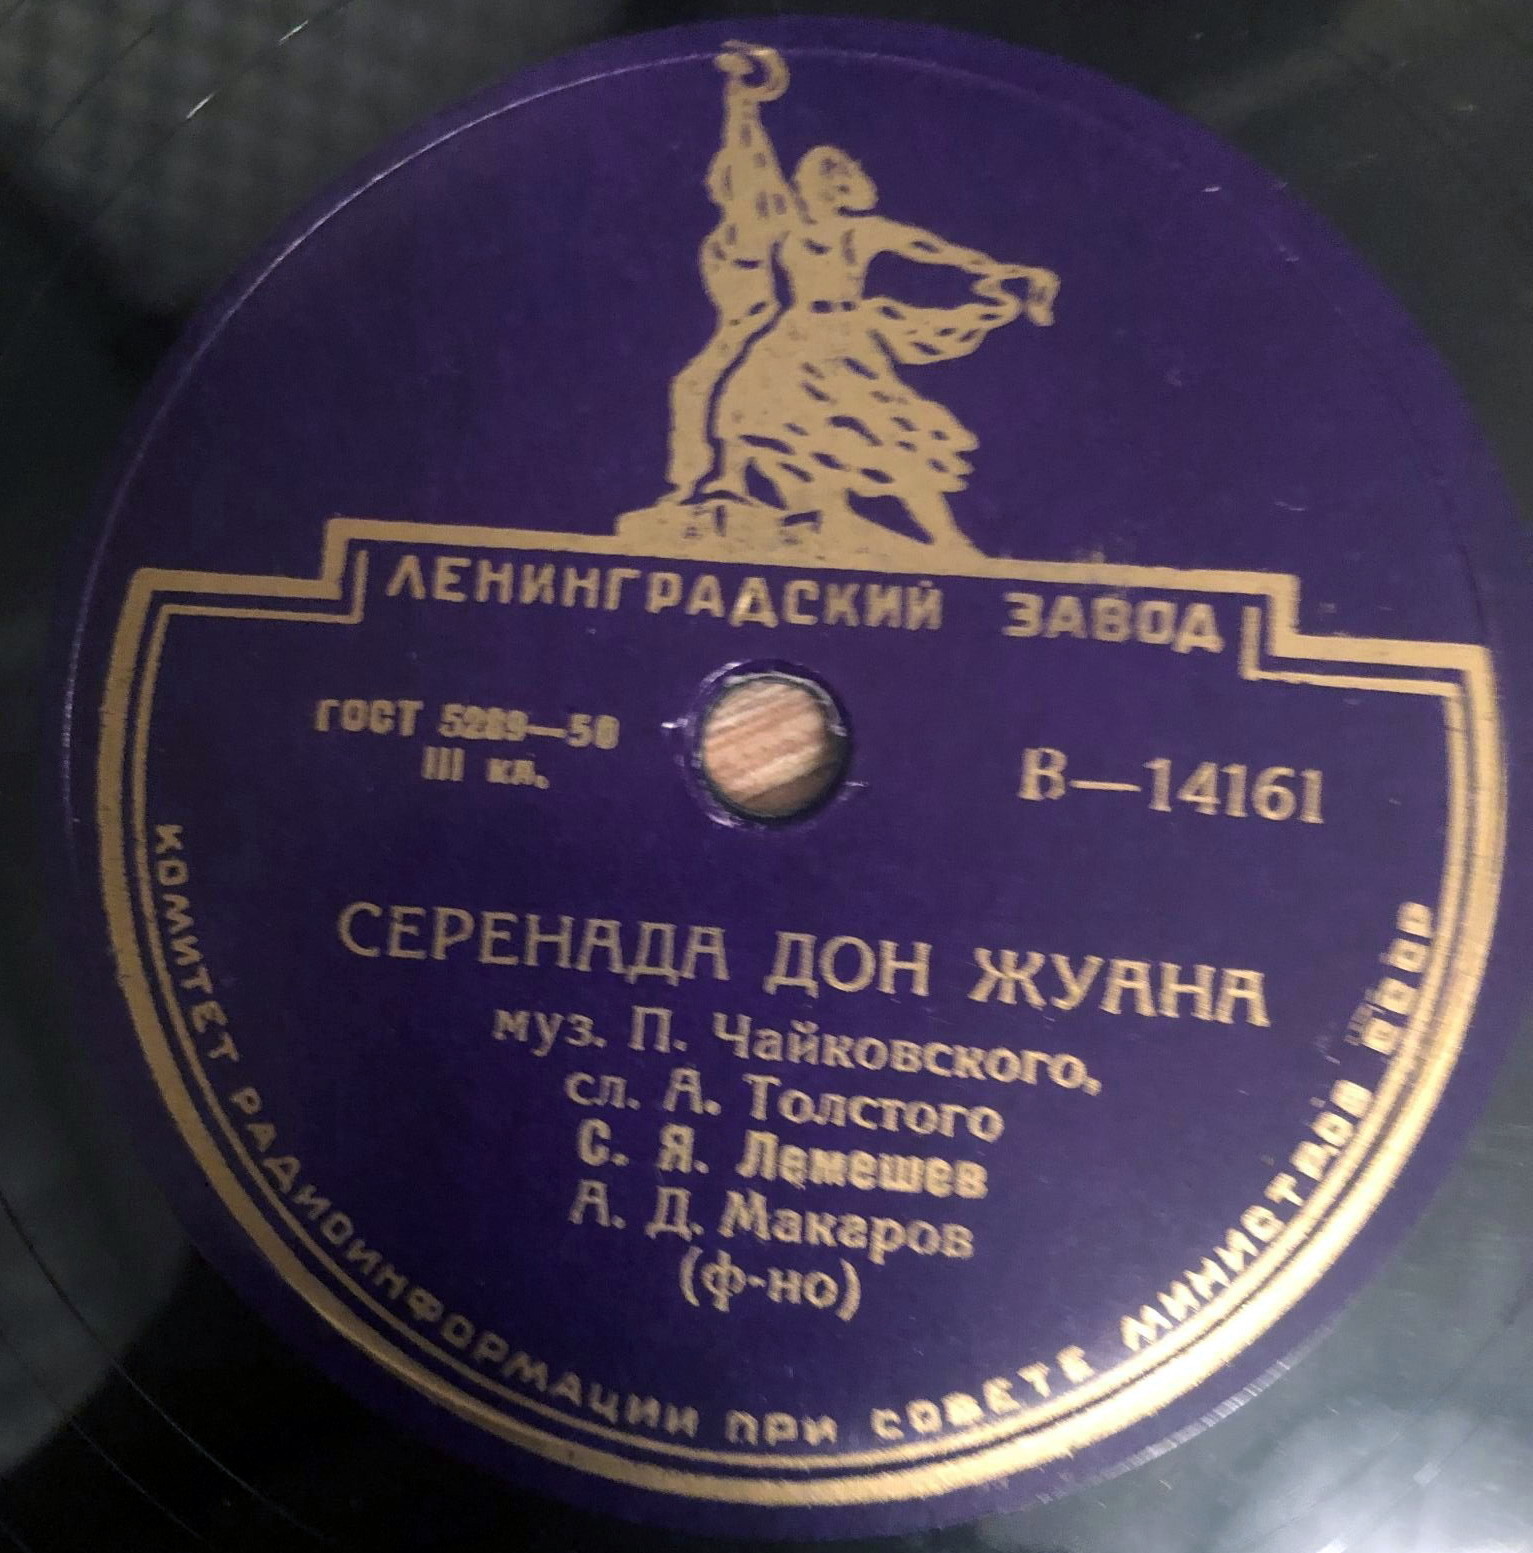 ЛЕНИНГРАДСКИЙ ЗАВОД
ГОСТ 5289—50
III кл.
В—14161
СЕРЕНАДА ДОН ЖУАНА
муз. П. Чайковского,
сл. А. Толстого
С. Я. Лемешев
А. Д. Макаров
(ф-но)
КОМИТЕТ РАДИОИНФОРМАЦИИ ПРИ СОВЕТЕ МИНИСТРОВ СССР